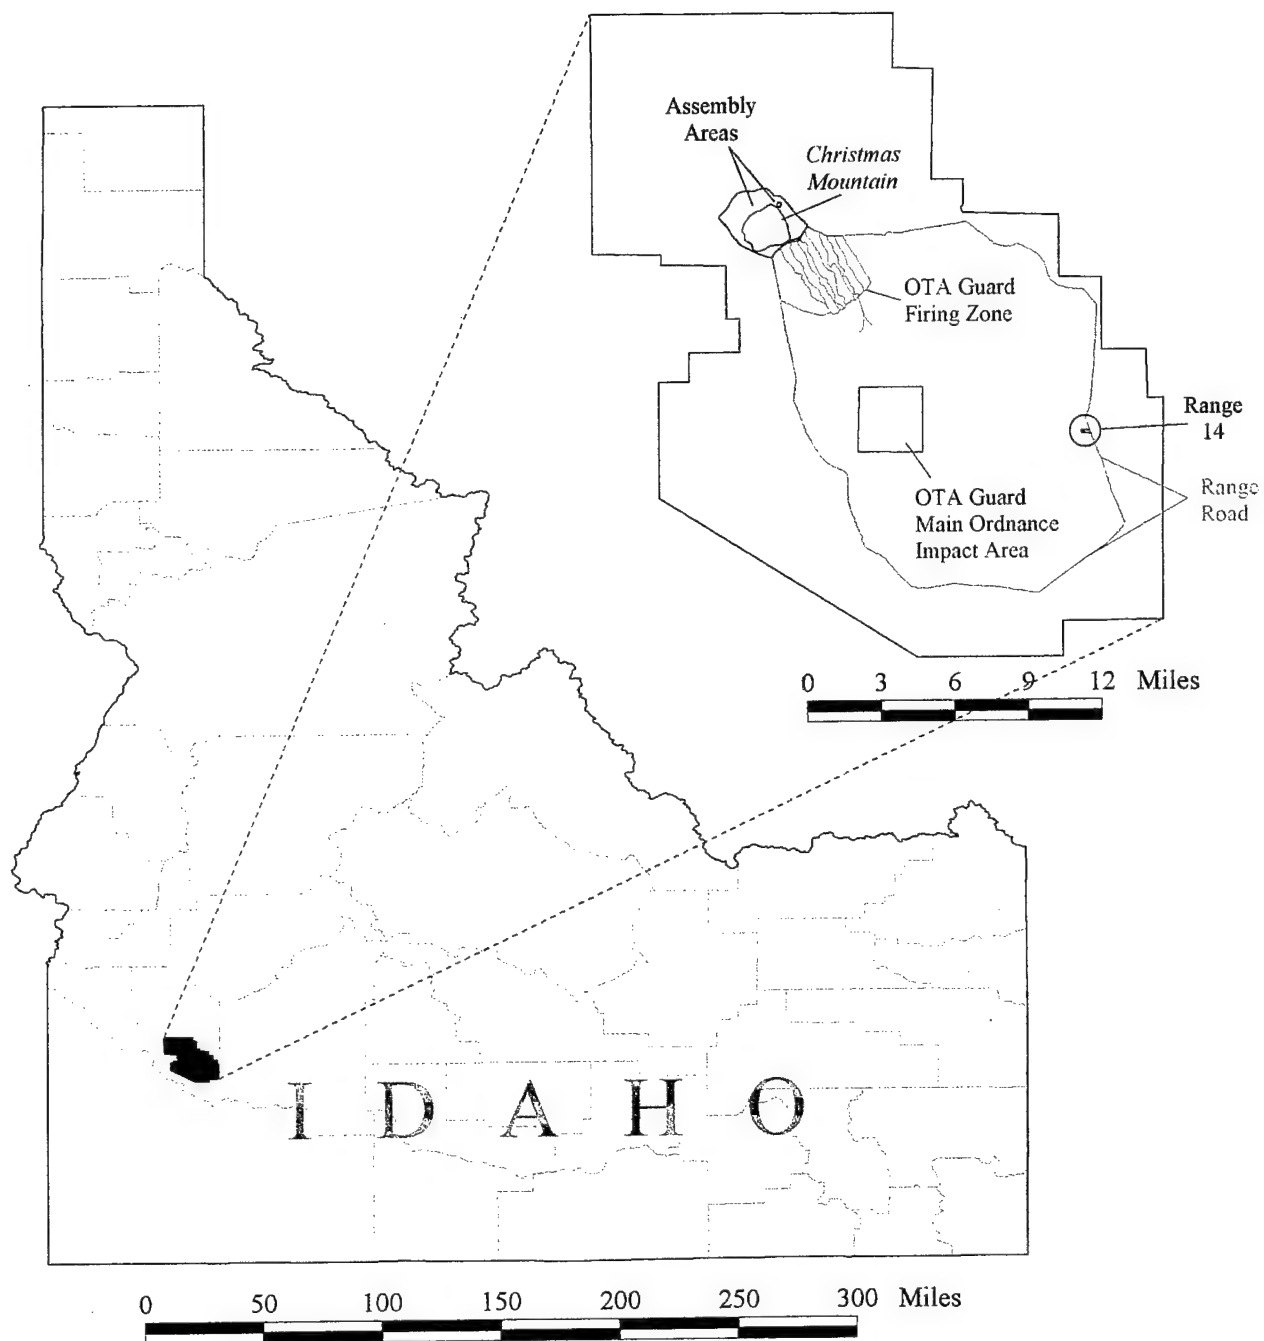 Assembly
Areas
Christmas
Mountain
OTA Guard
Firing Zone
Range
14
OTA Guard
Main Ordnance
Impact Area
Range
Road
0 3 6 9 12 Miles
IDAHO
0 50 100 150 200 250 300 Miles